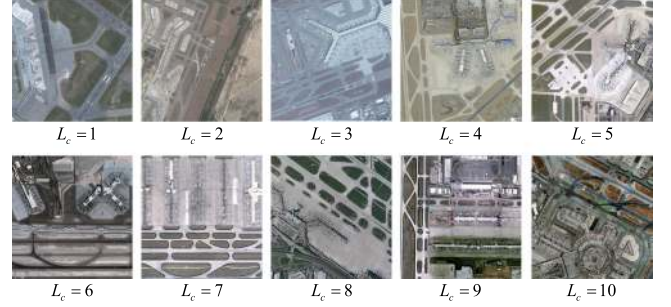 L_c = 1
L_c = 2
L_c = 3
L_c = 4
L_c = 5
L_c = 6
L_c = 7
L_c = 8
L_c = 9
L_c = 10